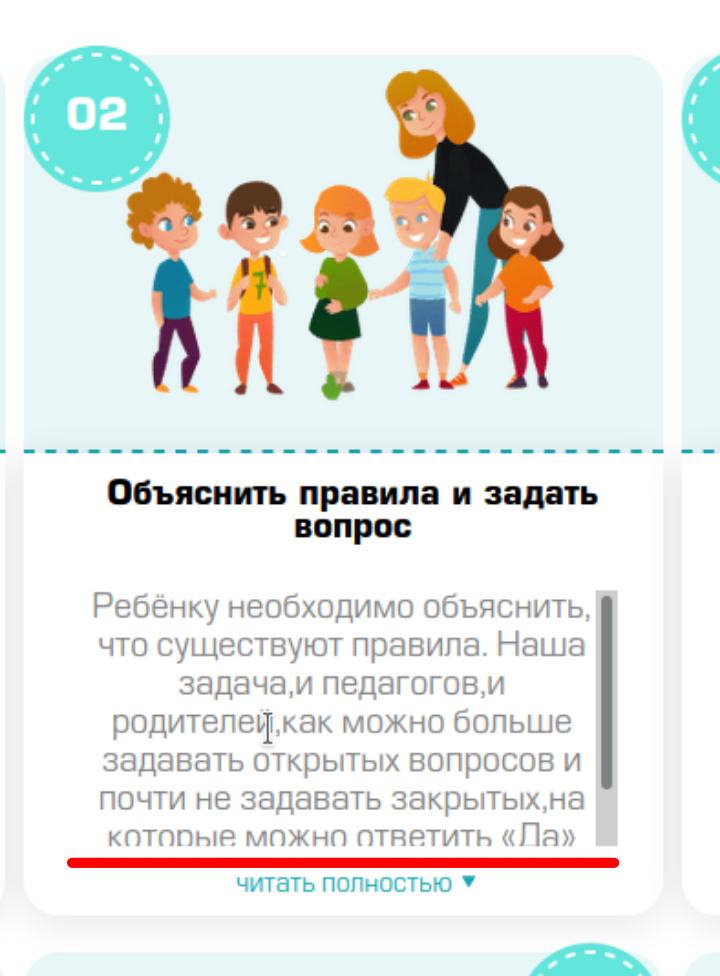 02
7
Объяснить правила и задать
вопрос
Ребёнку необходимо объяснить,
что существуют правила. Наша
задача,и педагогов,и
родителей,как можно больше
задавать открытых вопросов и
почти не задавать закрытых,на
которые можно ответить «Да»
читать полностью ▼